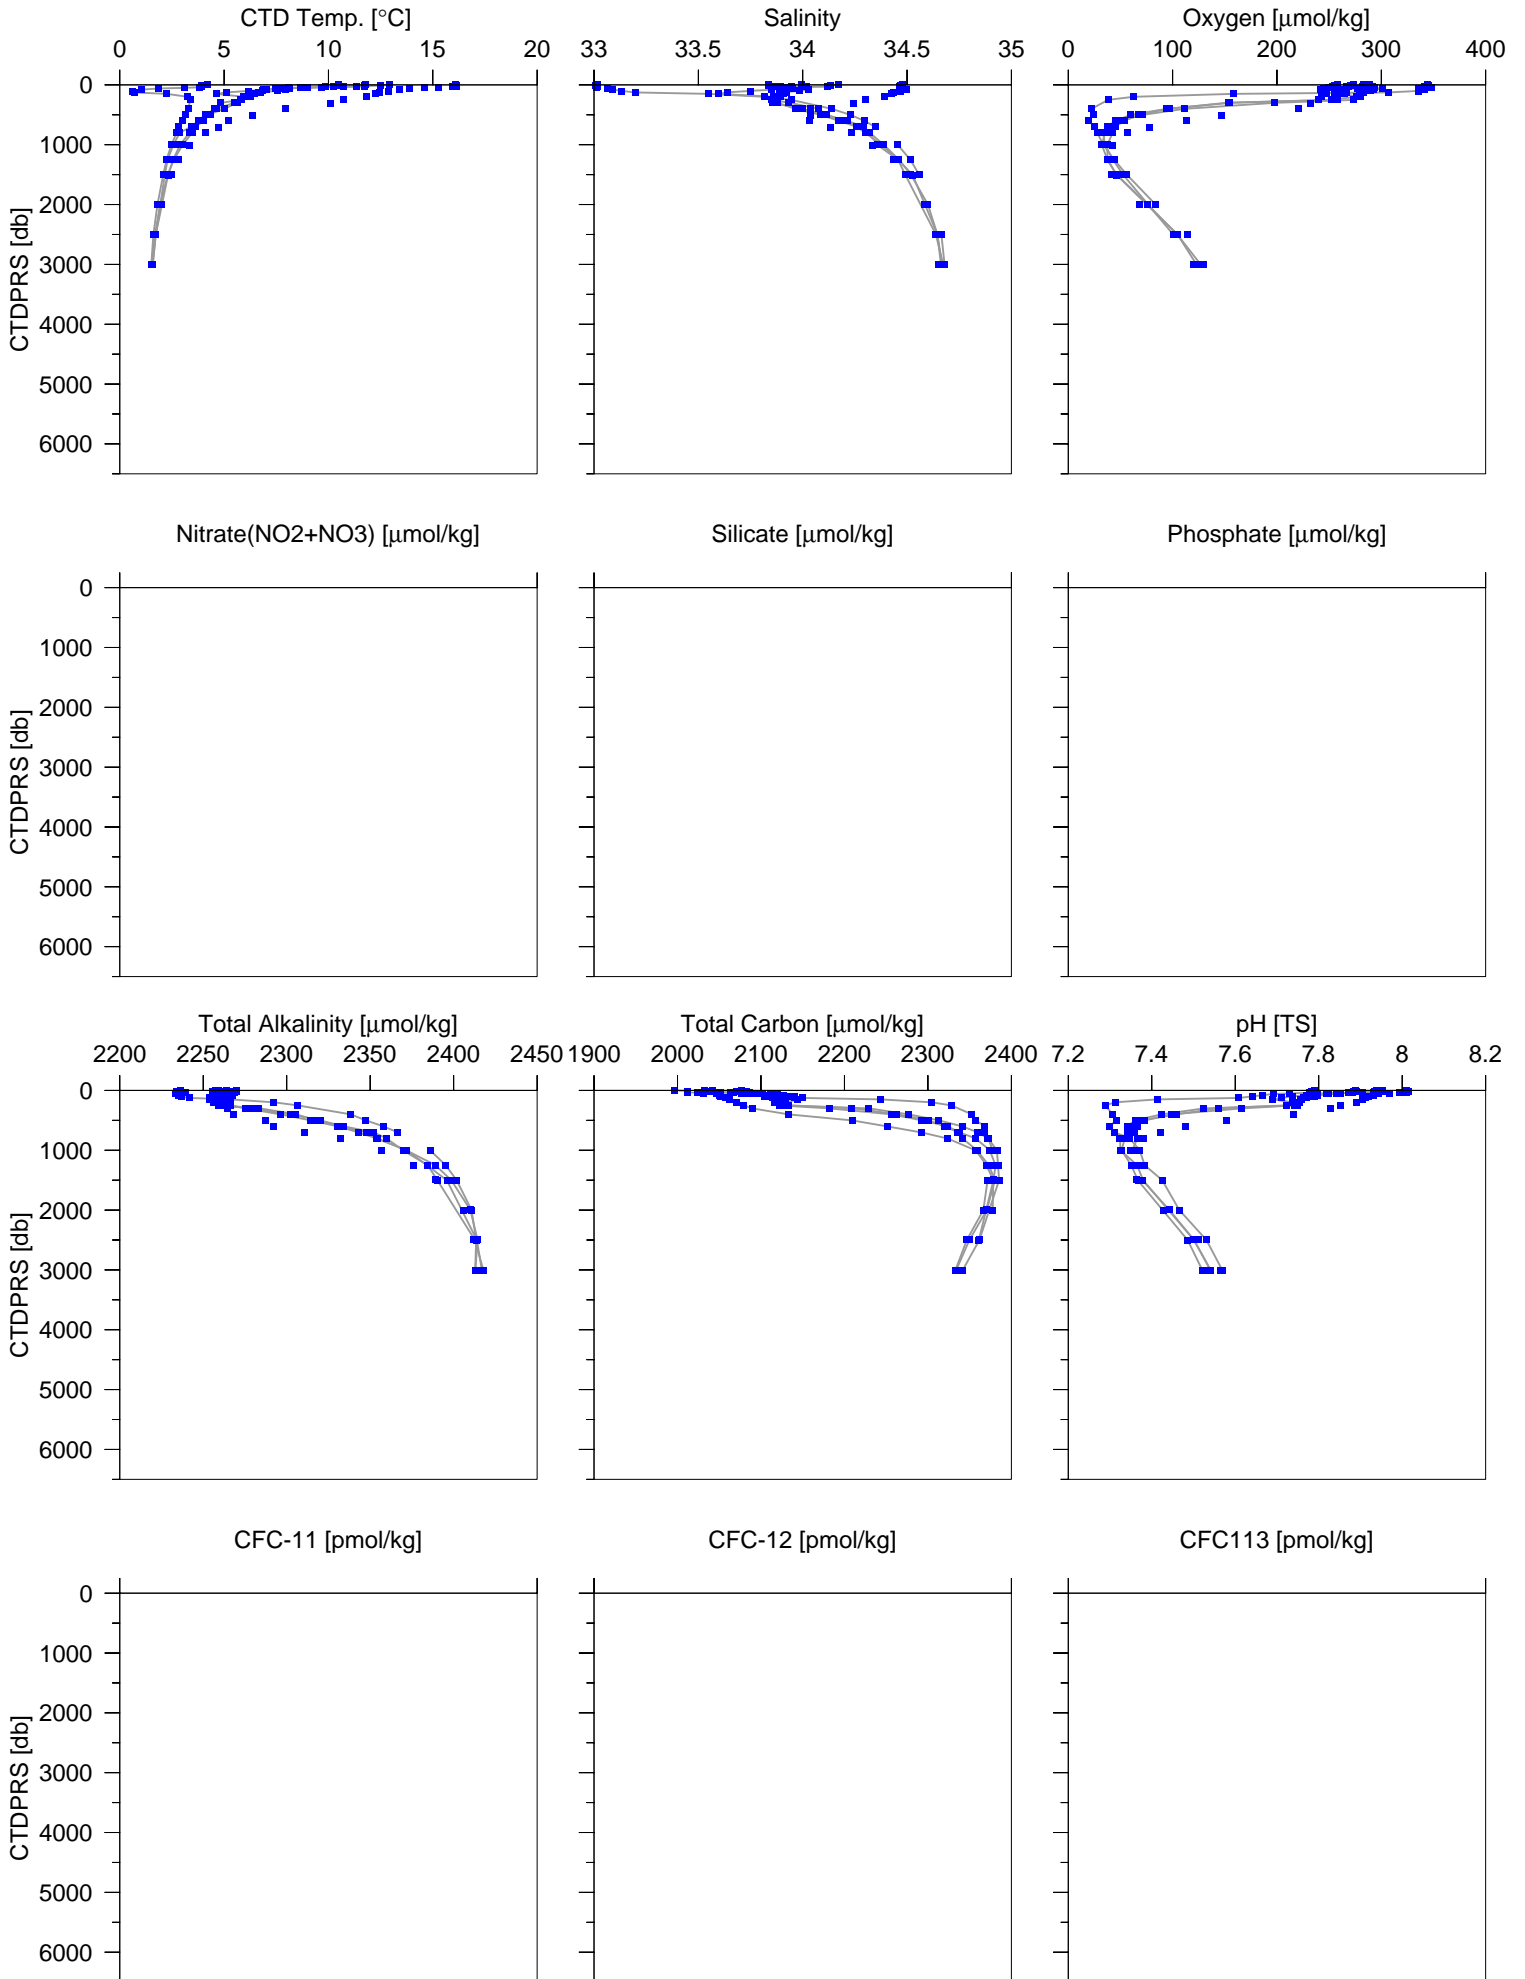 CTD Temp. [°C] Salinity Oxygen [μmol/kg]
0 5 10 15 20 33 33.5 34 34.5 35 0 100 200 300 400
0
1000
2000
3000
4000
5000
6000
CTDPRS [db]
Nitrate(NO2+NO3) [μmol/kg] Silicate [μmol/kg] Phosphate [μmol/kg]
0
1000
2000
3000
4000
5000
6000
CTDPRS [db]
Total Alkalinity [μmol/kg] Total Carbon [μmol/kg] pH [TS]
2200 2250 2300 2350 2400 2450 1900 2000 2100 2200 2300 2400 7.2 7.4 7.6 7.8 8 8.2
0
1000
2000
3000
4000
5000
6000
CTDPRS [db]
CFC-11 [pmol/kg] CFC-12 [pmol/kg] CFC113 [pmol/kg]
0
1000
2000
3000
4000
5000
6000
CTDPRS [db]